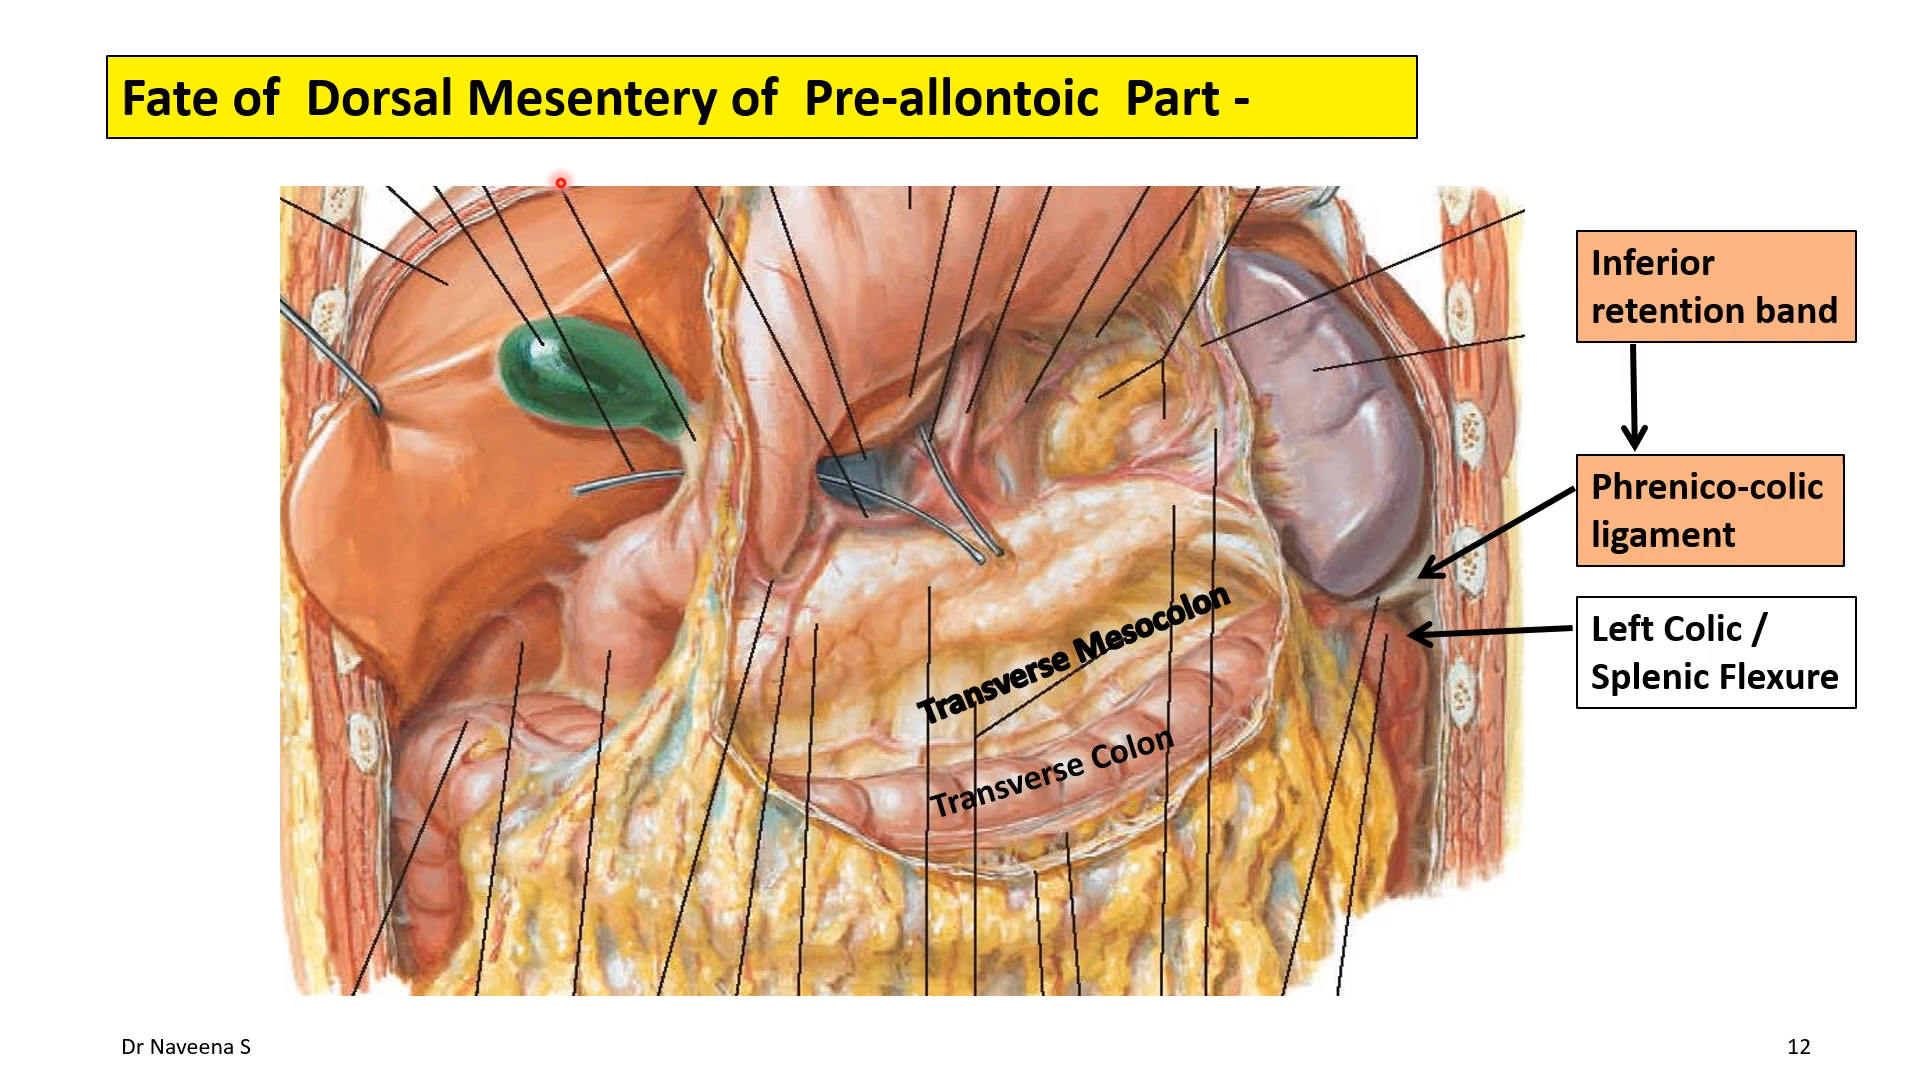 Fate of Dorsal Mesentery of Pre-allontoic Part -
Inferior
retention band
Phrenico-colic
ligament
Left Colic /
Splenic Flexure
Transverse Mesocolon
Transverse Colon
Dr Naveena S
12